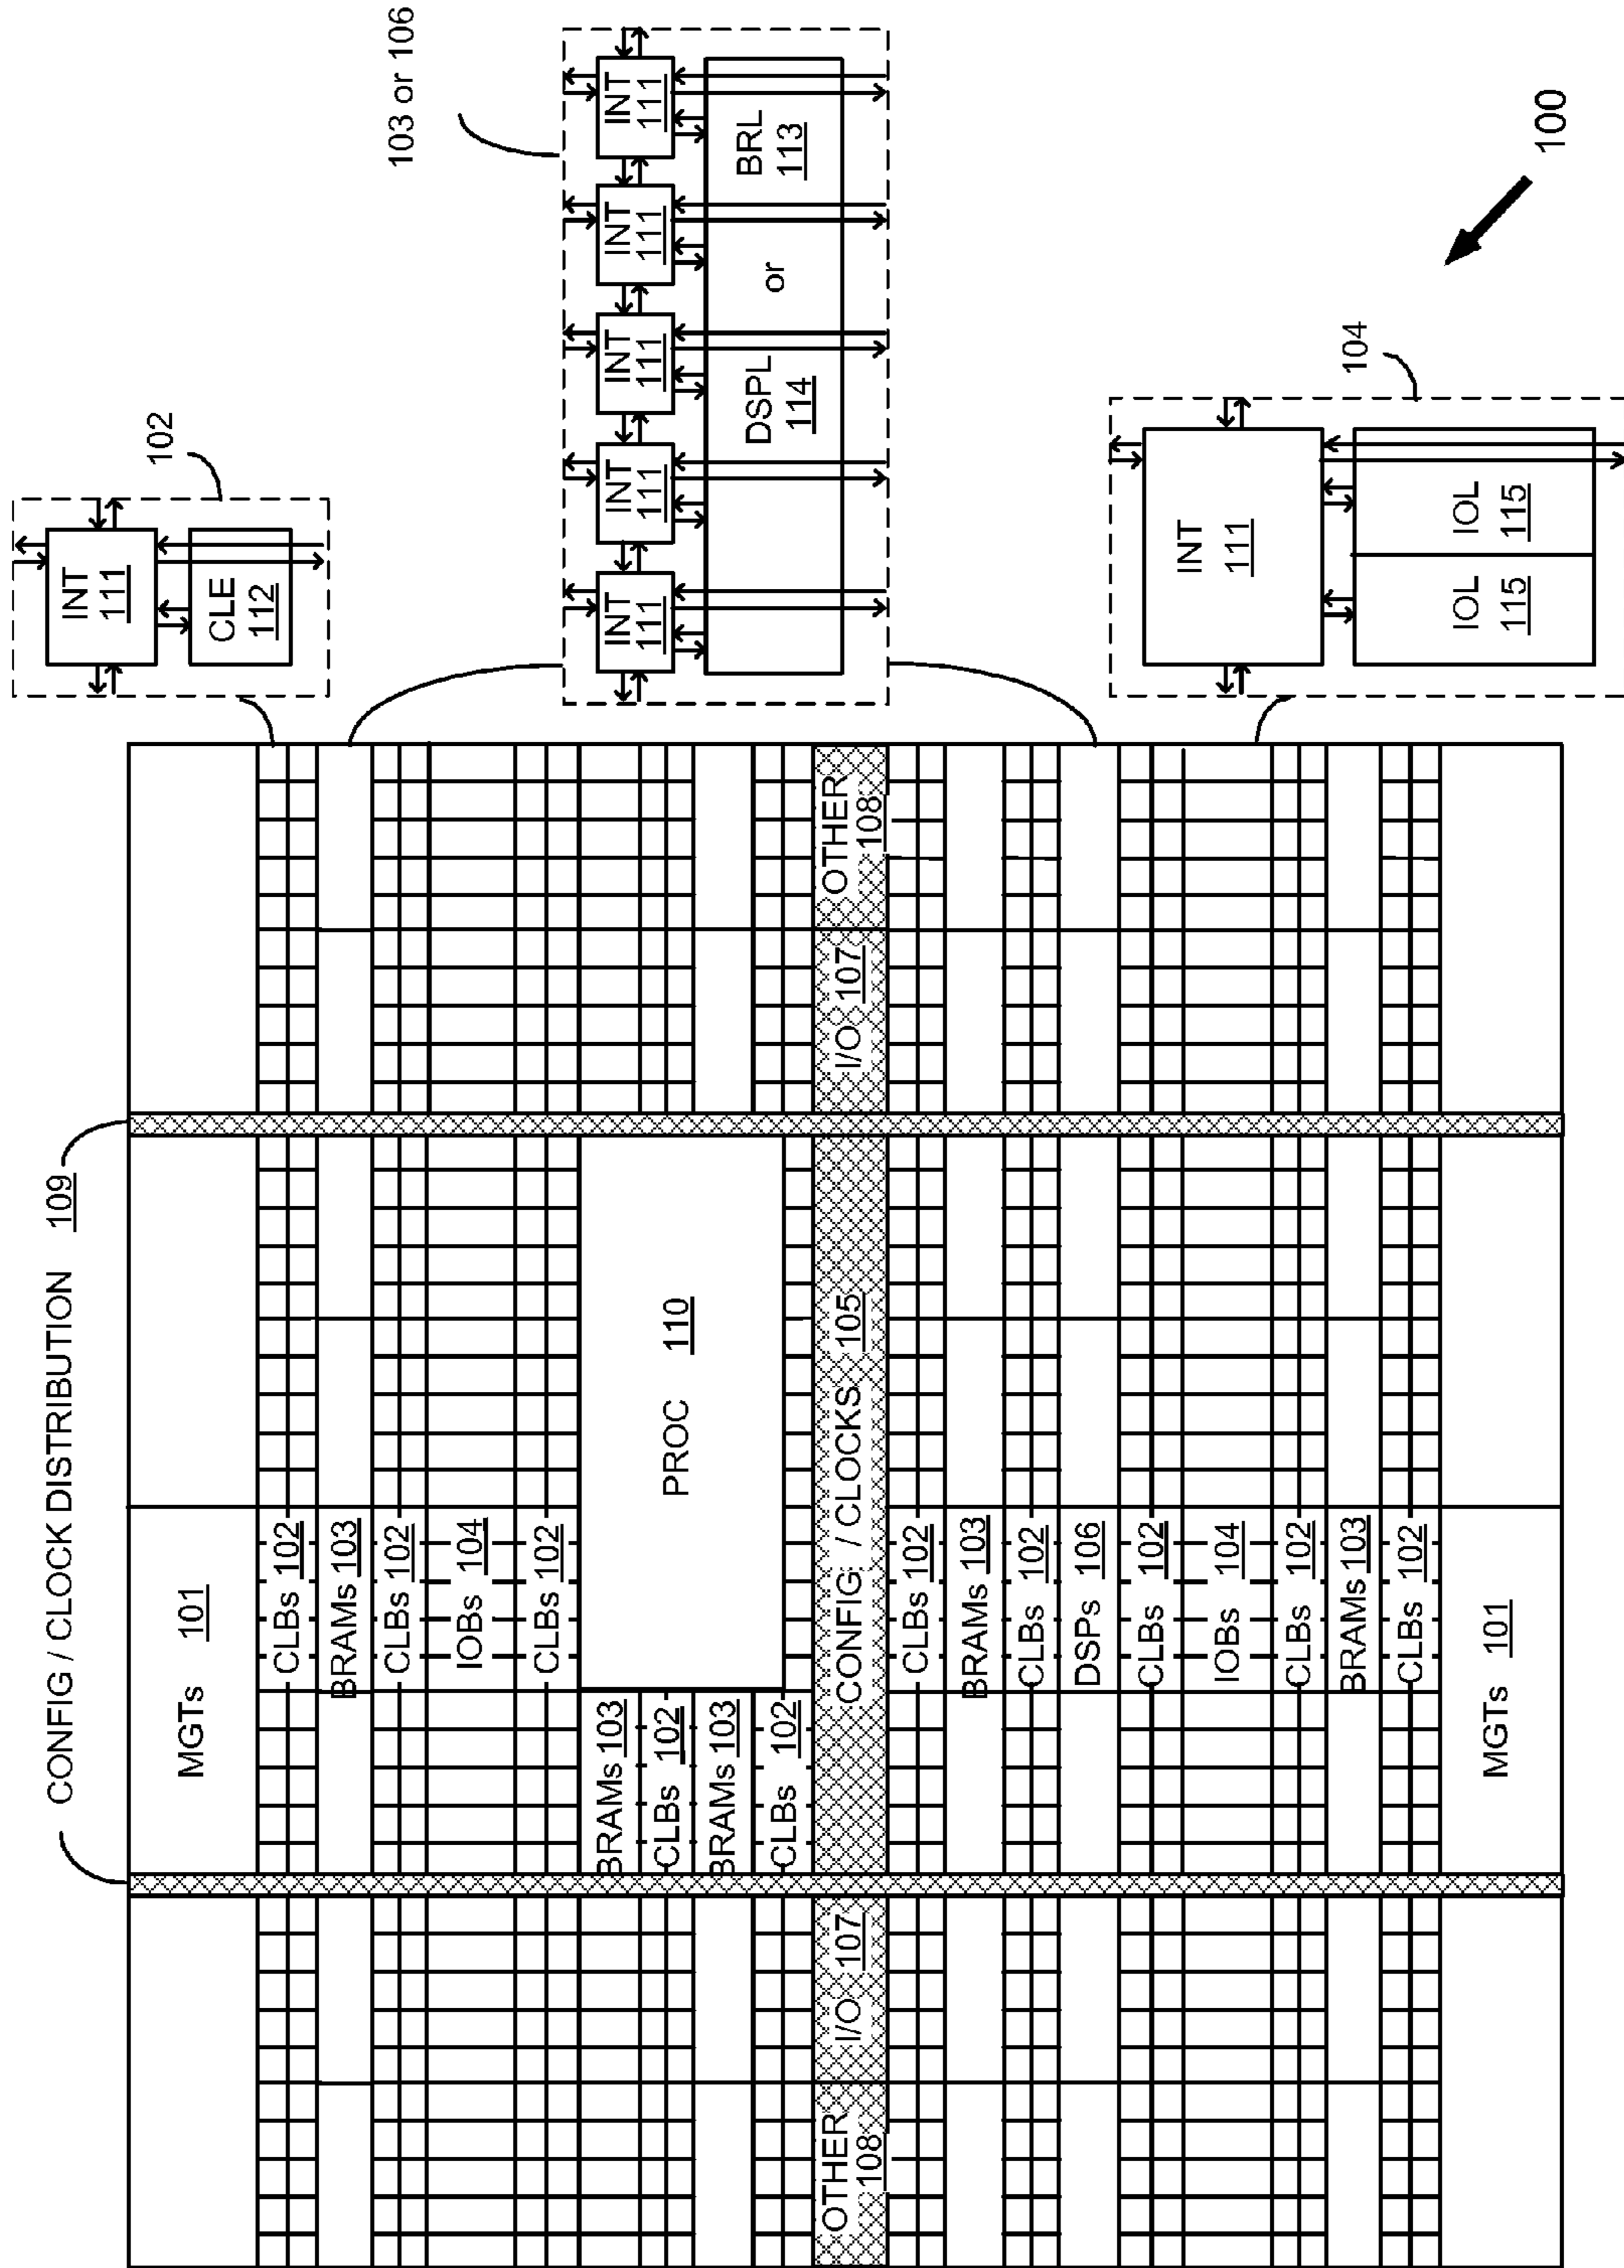 CONFIG / CLOCK DISTRIBUTION 109
MGTs 101
CLBs 102
BRAMs 103
CLBs 102
IOBs 104
CLBs 102
BRAMs 103
CLBs 102
BRAMs 103
CLBs 102
PROC 110
OTHER
108
I/O 107
CONFIG / CLOCKS 105
I/O 107
OTHER
108
CLBs 102
BRAMs 103
CLBs 102
DSPs 106
CLBs 102
IOBs 104
CLBs 102
BRAMs 103
CLBs 102
MGTs 101
102
INT
111
CLE
112
103 or 106
INT
111
INT
111
INT
111
INT
111
INT
111
DSPL
114
or
BRL
113
104
INT
111
IOL
115
IOL
115
100